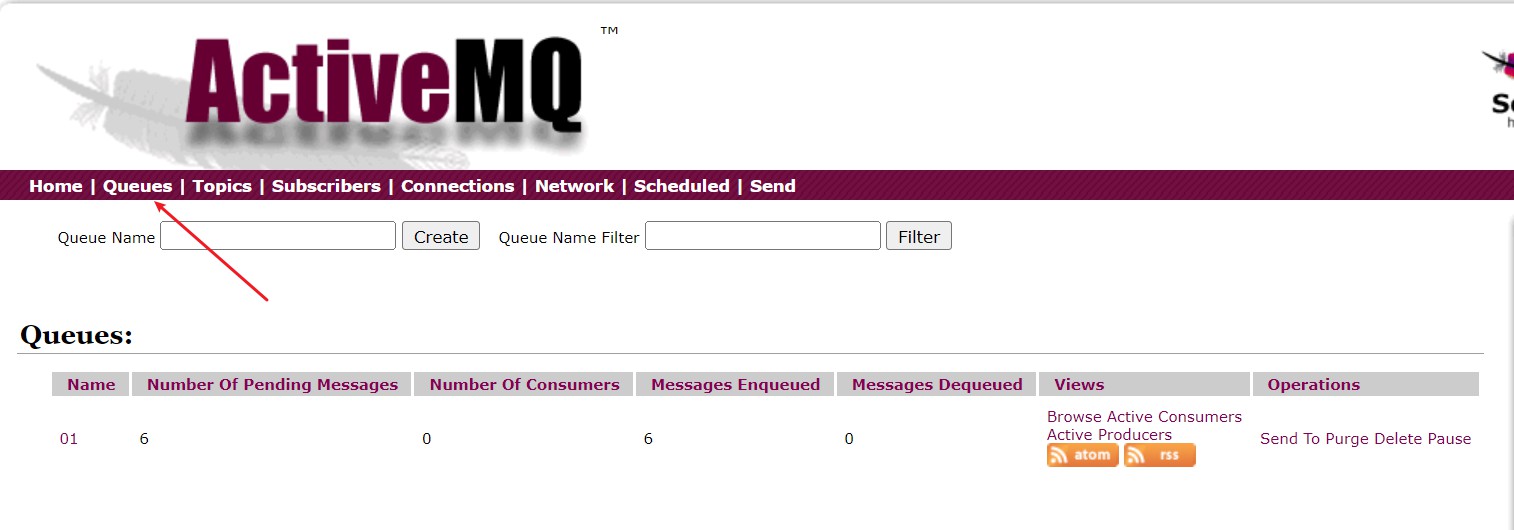 ActiveMQ™
Home | Queues | Topics | Subscribers | Connections | Network | Scheduled | Send
Queue Name Create Queue Name Filter Filter
Queues:
Name Number Of Pending Messages Number Of Consumers Messages Enqueued Messages Dequeued Views Operations
01 6 0 6 0 Browse Active Consumers
Active Producers
atom rss
Send To Purge Delete Pause